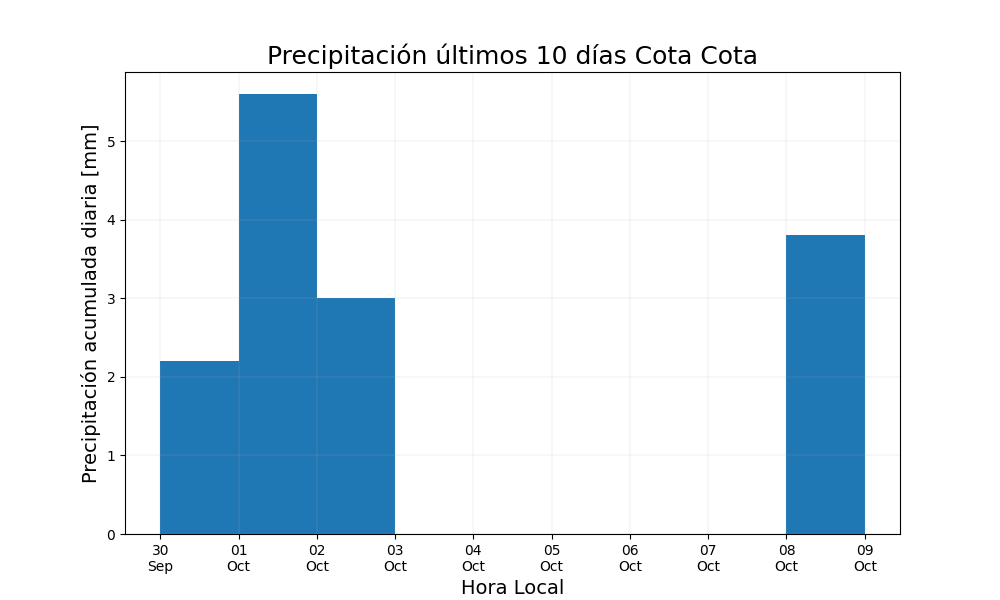 Precipitación últimos 10 días Cota Cota
Precipitación acumulada diaria [mm]
5
4
3
2
1
0
30 01 02 03 04 05 06 07 08 09
Sep Oct Oct Oct Oct Oct Oct Oct Oct Oct
Hora Local